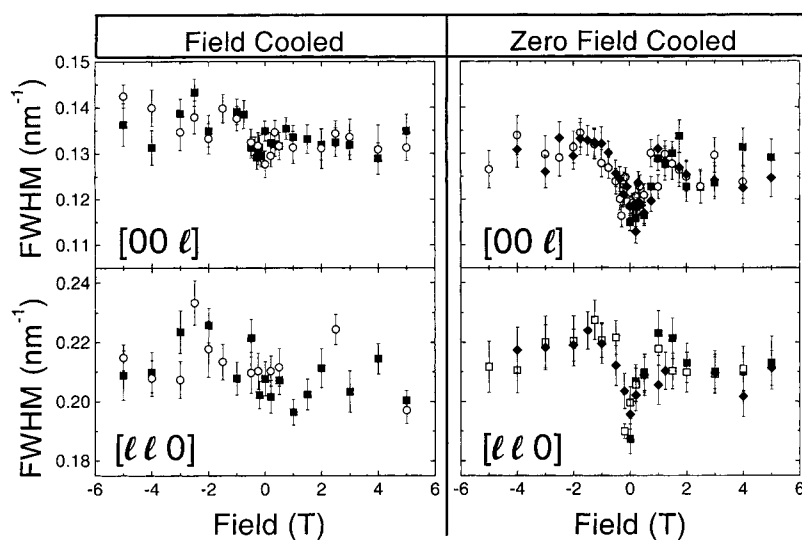 Field Cooled
Zero Field Cooled
FWHM (nm⁻¹)
0.15
0.14
0.13
0.12
0.11
[00 ℓ]
[00 ℓ]
FWHM (nm⁻¹)
0.24
0.22
0.20
0.18
[ℓ ℓ 0]
[ℓ ℓ 0]
-6 -4 -2 0 2 4 6
-6 -4 -2 0 2 4 6
Field (T)
Field (T)